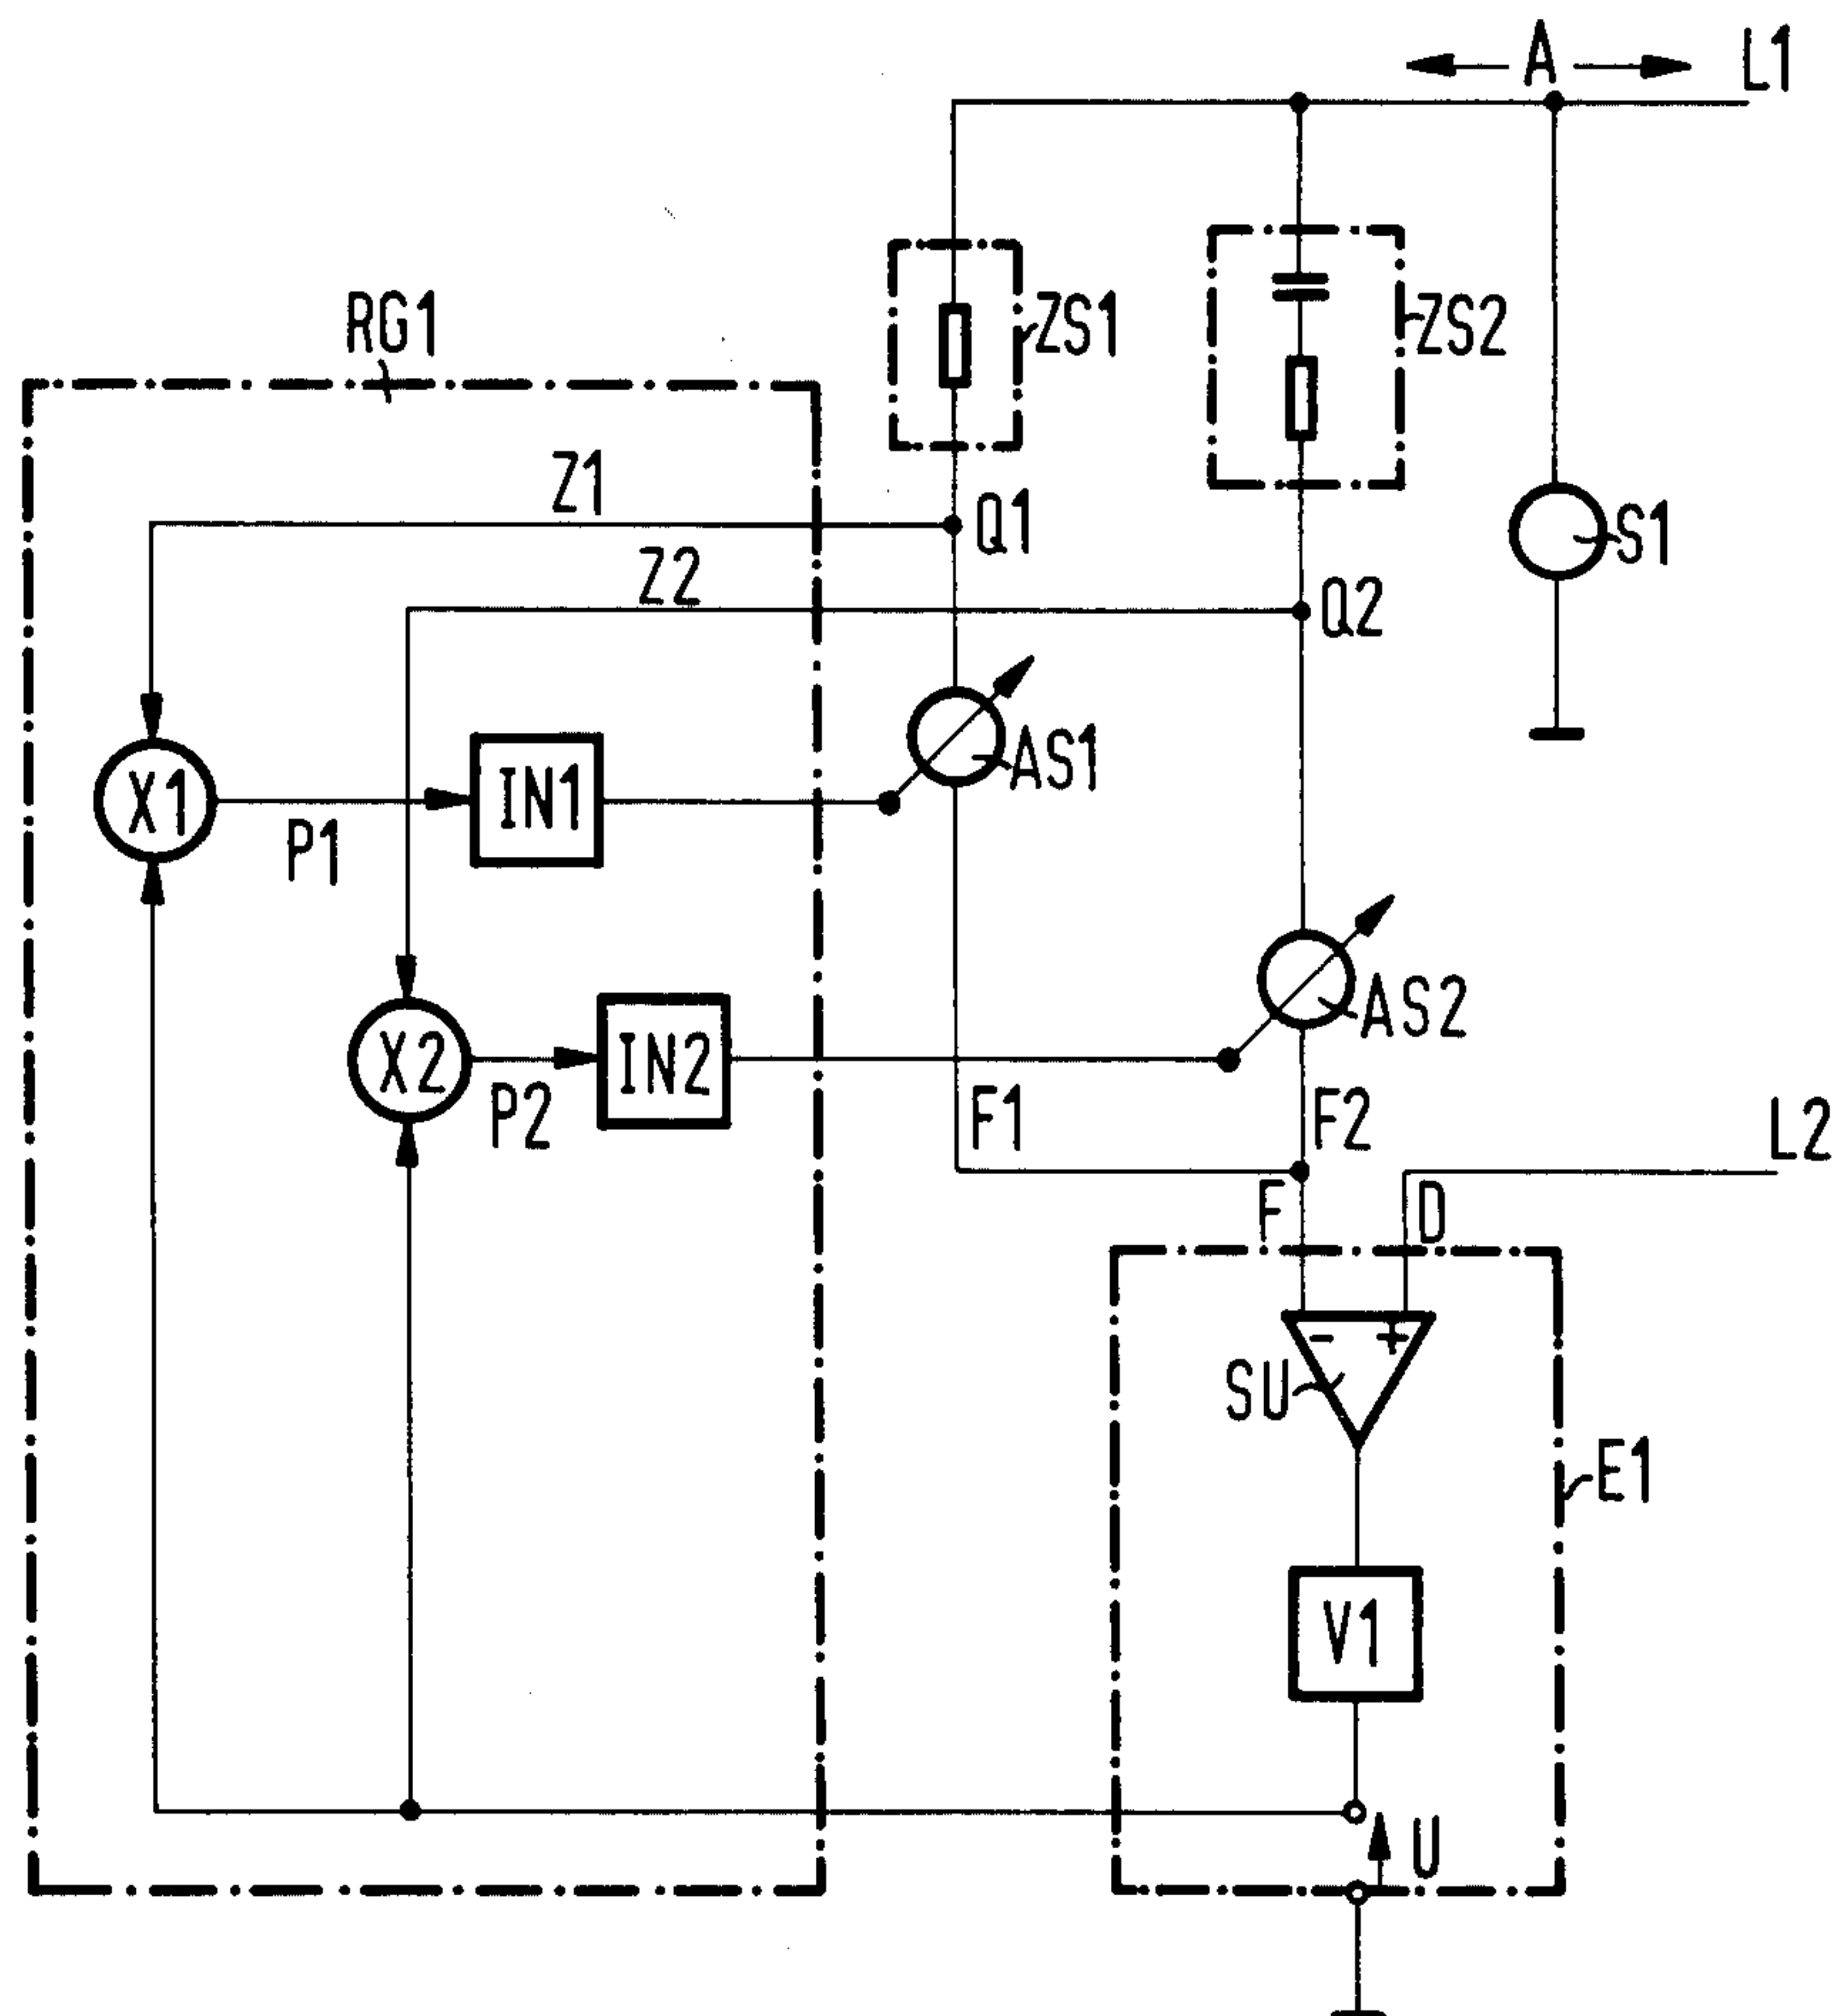 A L1
RG1
ZS1
ZS2
Z1
Q1
S1
Z2
Q2
AS1
X1
P1
IN1
AS2
X2
P2
IN2
F1
F2
L2
F
D
- +
SU
E1
V1
U